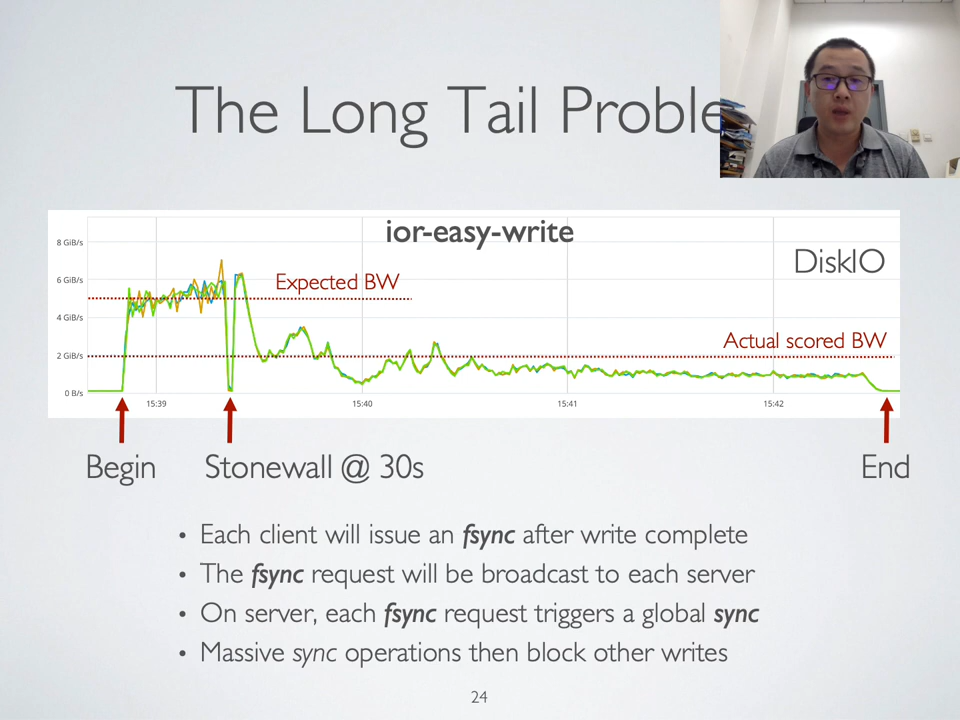 The Long Tail Proble
ior-easy-write
DiskIO
8 GiB/s
6 GiB/s
4 GiB/s
2 GiB/s
0 B/s
Expected BW
Actual scored BW
15:39
15:40
15:41
15:42
Begin
Stonewall @ 30s
End
• Each client will issue an fsync after write complete
• The fsync request will be broadcast to each server
• On server, each fsync request triggers a global sync
• Massive sync operations then block other writes
24